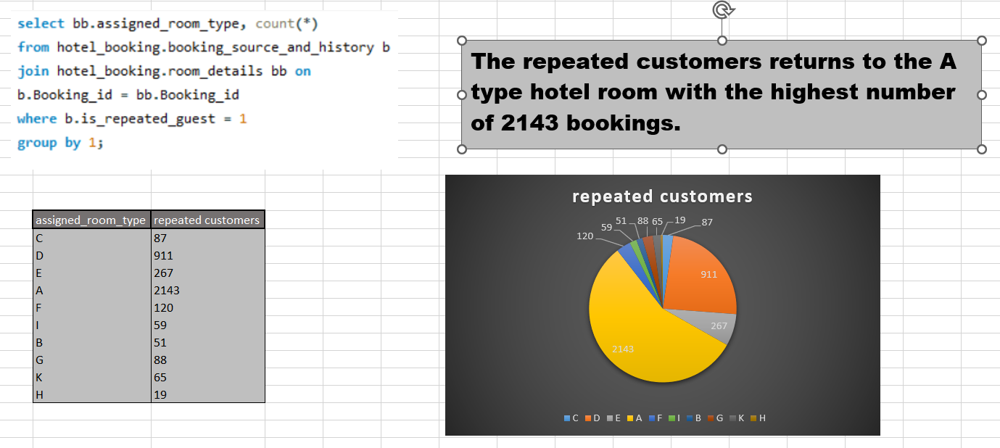 select bb.assigned_room_type, count(*)
from hotel_booking.booking_source_and_history b
join hotel_booking.room_details bb on
b.Booking_id = bb.Booking_id
where b.is_repeated_guest = 1
group by 1;
The repeated customers returns to the A
type hotel room with the highest number
of 2143 bookings.
assigned_room_type repeated customers
C 87
D 911
E 267
A 2143
F 120
I 59
B 51
G 88
K 65
H 19
repeated customers
120 59 51 88 65 19 87
911
267
2143
C D E A F I B G K H